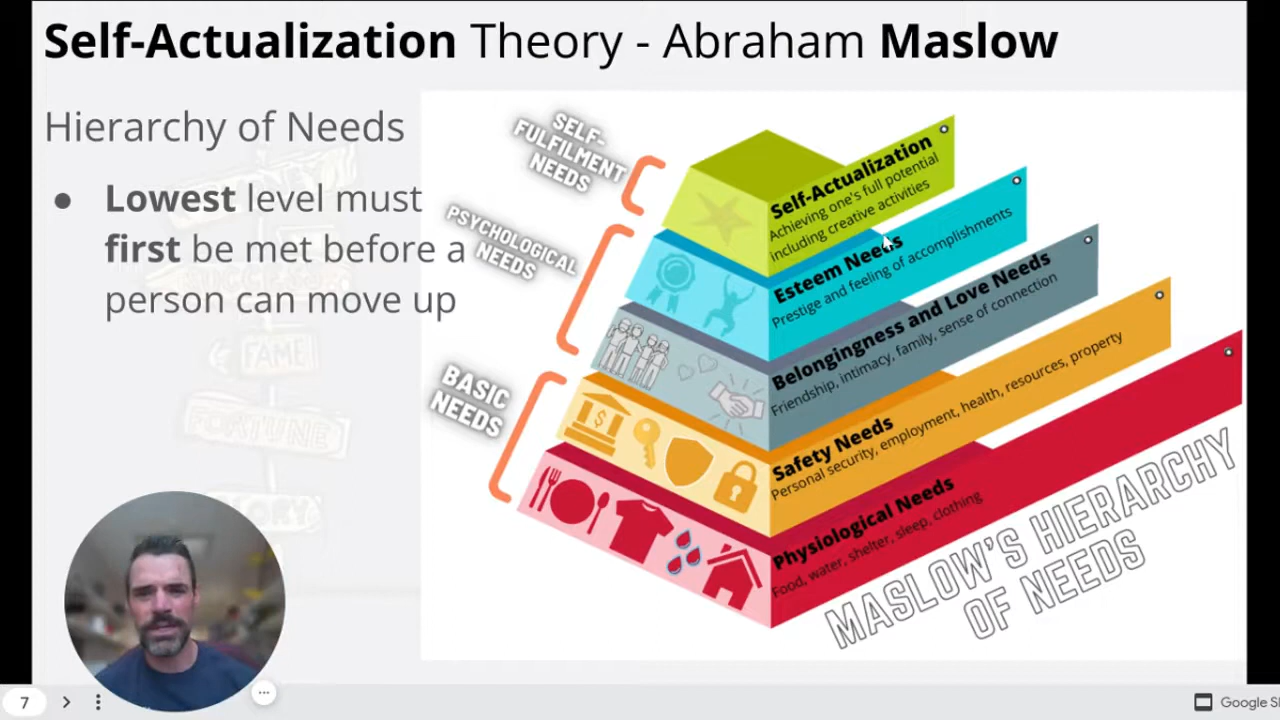 Self-Actualization Theory - Abraham Maslow
Hierarchy of Needs
● Lowest level must
first be met before a
person can move up
SELF-
FULFILMENT
NEEDS
PSYCHOLOGICAL
NEEDS
BASIC
NEEDS
Self-Actualization
Achieving one's full potential
including creative activities
Esteem Needs
Prestige and feeling of accomplishments
Belongingness and Love Needs
Friendship, intimacy, family, sense of connection
Safety Needs
Personal security, employment, health, resources, property
Physiological Needs
Food, water, shelter, sleep, clothing
MASLOW'S HIERARCHY
OF NEEDS
FAME
FORTUNE
7
Google